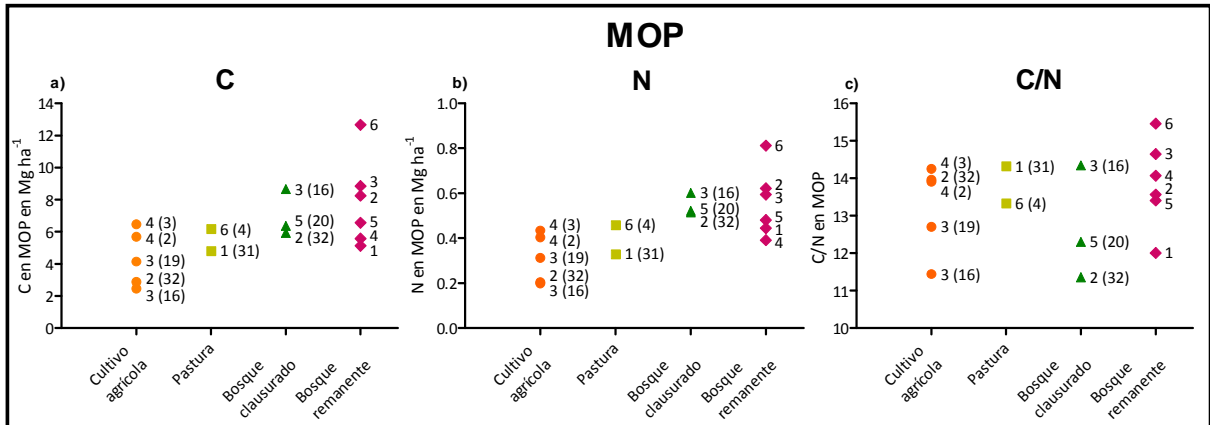 MOP
a)
C
C en MOP en Mg ha⁻¹
14
12
10
8
6
4
2
0
6
3
2
5
4
1
3 (16)
5 (20)
2 (32)
6 (4)
1 (31)
4 (3)
4 (2)
3 (19)
2 (32)
3 (16)
Cultivo
agrícola
Pastura
Bosque
clausurado
Bosque
remanente
b)
N
N en MOP en Mg ha⁻¹
1.0
0.8
0.6
0.4
0.2
0.0
6
2
3
5
1
4
3 (16)
5 (20)
2 (32)
6 (4)
1 (31)
4 (3)
4 (2)
3 (19)
2 (32)
3 (16)
Cultivo
agrícola
Pastura
Bosque
clausurado
Bosque
remanente
c)
C/N
C/N en MOP
16
15
14
13
12
11
10
6
3
4
2
5
1
3 (16)
5 (20)
2 (32)
1 (31)
6 (4)
4 (3)
2 (32)
4 (2)
3 (19)
3 (16)
Cultivo
agrícola
Pastura
Bosque
clausurado
Bosque
remanente